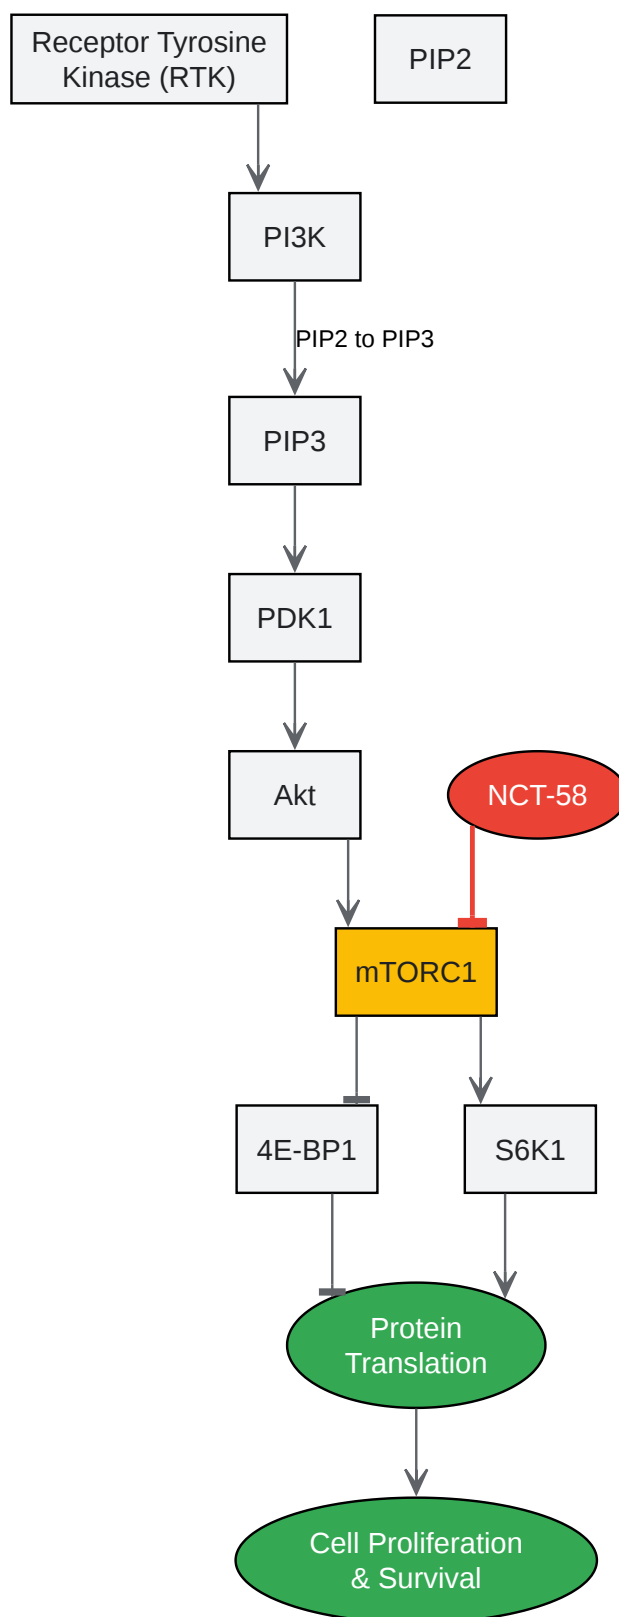 Receptor Tyrosine
Kinase (RTK)
PIP2
PI3K
PIP2 to PIP3
PIP3
PDK1
Akt
NCT-58
mTORC1
4E-BP1
S6K1
Protein
Translation
Cell Proliferation
& Survival